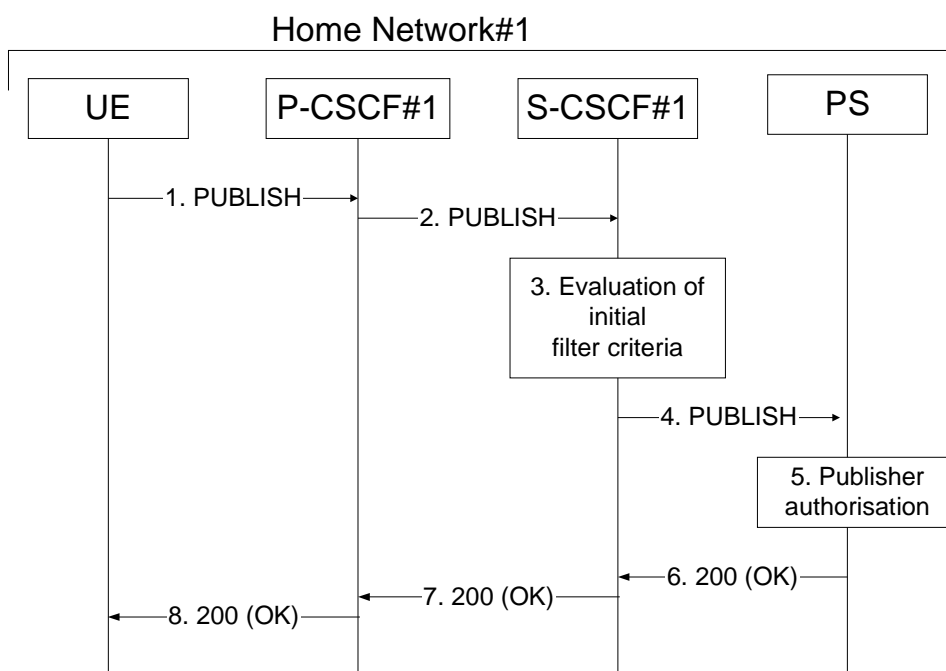 Home Network#1
UE
P-CSCF#1
S-CSCF#1
PS
1. PUBLISH
2. PUBLISH
3. Evaluation of
initial
filter criteria
4. PUBLISH
5. Publisher
authorisation
6. 200 (OK)
7. 200 (OK)
8. 200 (OK)